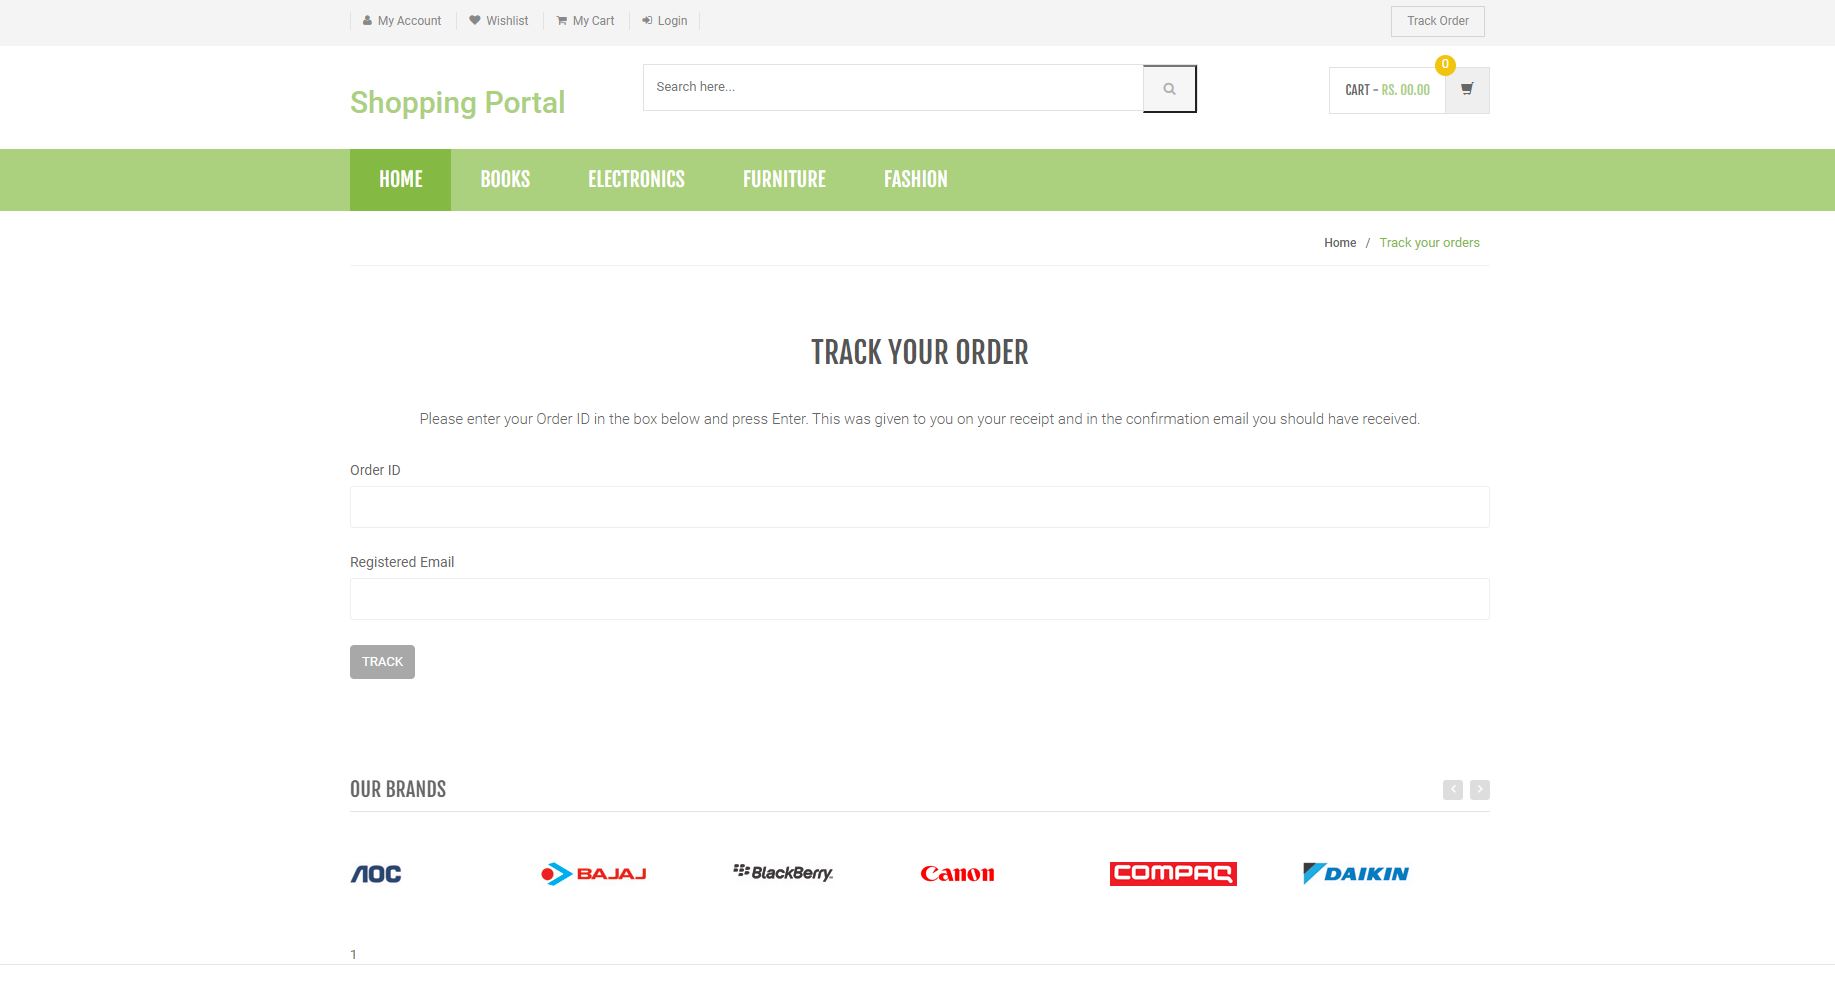 My Account
Wishlist
My Cart
Login
Track Order
Shopping Portal
Search here...
CART - RS. 00.00
0
HOME
BOOKS
ELECTRONICS
FURNITURE
FASHION
Home / Track your orders
TRACK YOUR ORDER
Please enter your Order ID in the box below and press Enter. This was given to you on your receipt and in the confirmation email you should have received.
Order ID
Registered Email
TRACK
OUR BRANDS
AOC
BAJAJ
BlackBerry
Canon
COMPAQ
DAIKIN
1